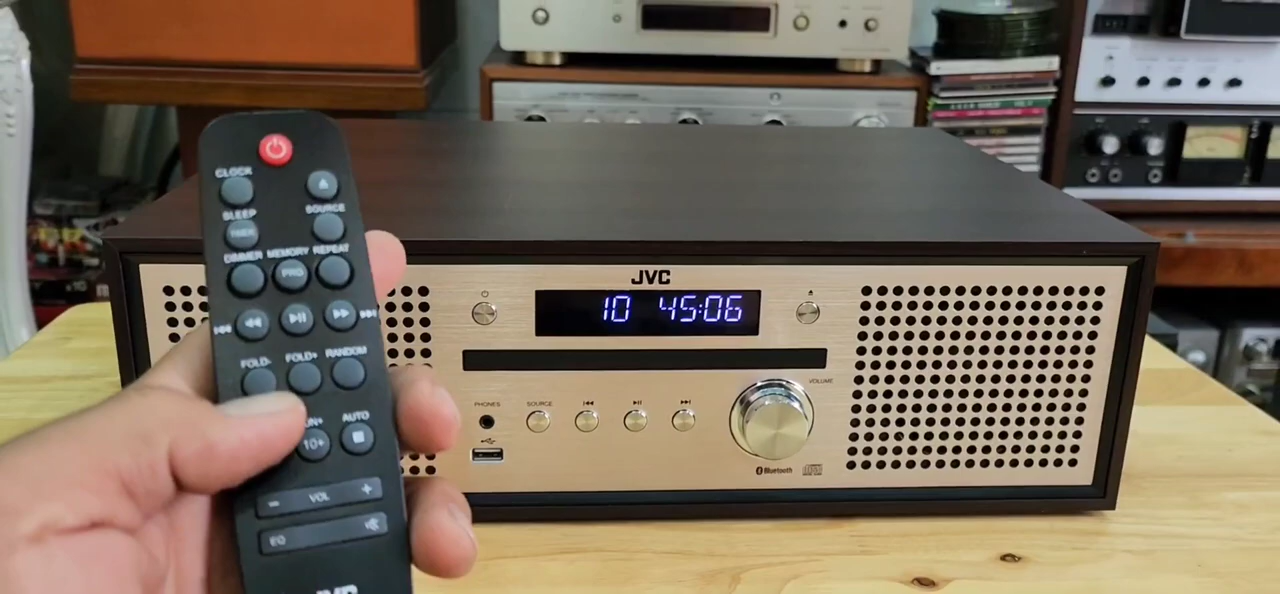 CLOCK
SLEEP
SOURCE
TIMER
DIMMER MEMORY REPEAT
PRO
FOLD- FOLD+ RANDOM
AUTO
10+
- VOL +
EQ
JVC
10 45:06
VOLUME
PHONES
SOURCE
Bluetooth